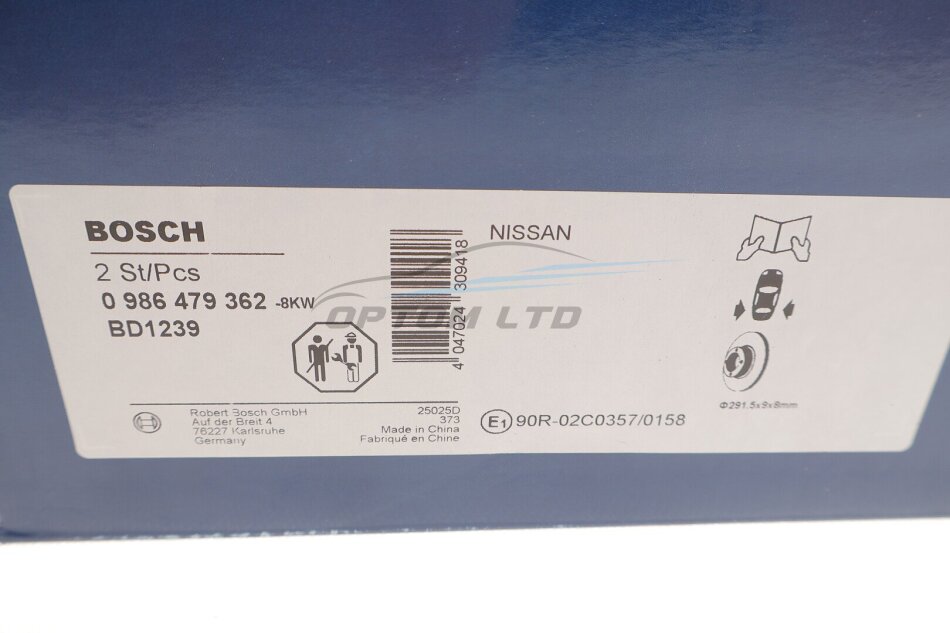 BOSCH
2 St/Pcs
0 986 479 362 -8KW
BD1239
4 047024 309418
NISSAN
OPTOM LTD
Robert Bosch GmbH
Auf der Breit 4
76227 Karlsruhe
Germany
25025D
373
Made in China
Fabriqué en Chine
E1 90R-02C0357/0158
Φ291.5x9x8mm